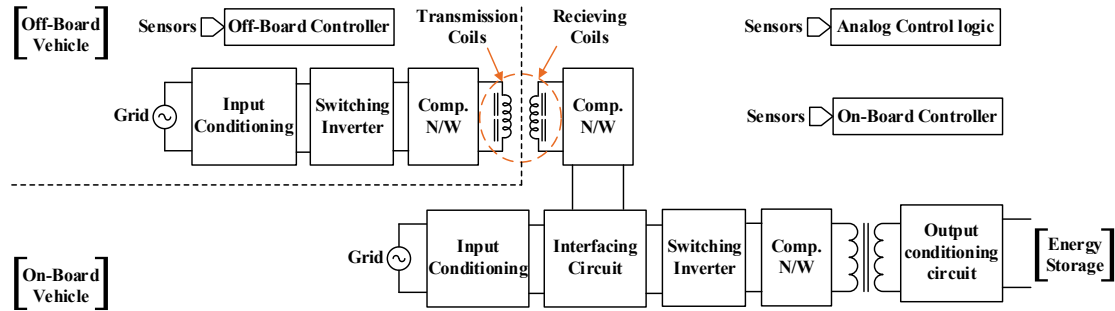 Off-Board
Vehicle
Sensors
Off-Board Controller
Transmission
Coils
Recieving
Coils
Sensors
Analog Control logic
Grid
Input
Conditioning
Switching
Inverter
Comp.
N/W
Comp.
N/W
Sensors
On-Board Controller
On-Board
Vehicle
Grid
Input
Conditioning
Interfacing
Circuit
Switching
Inverter
Comp.
N/W
Output
conditioning
circuit
Energy
Storage